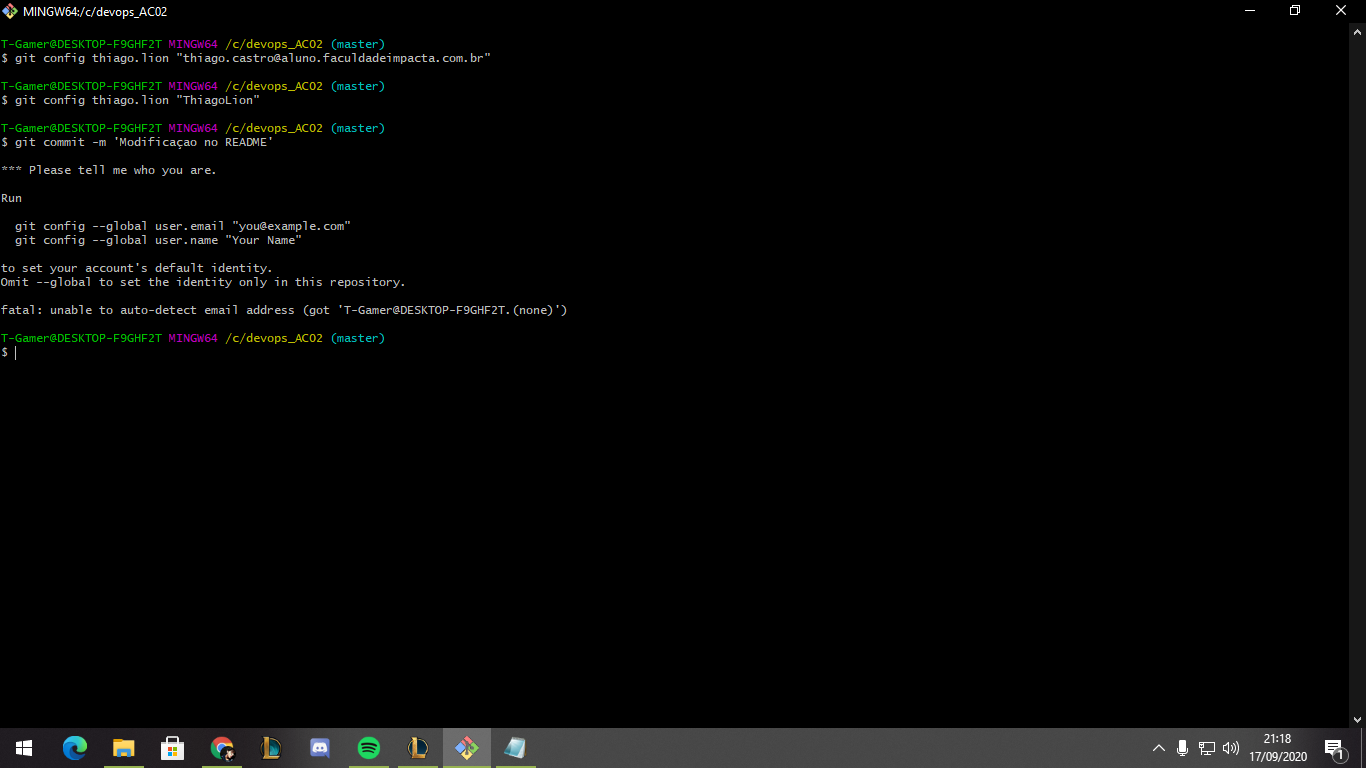 MINGW64:/c/devops_AC02
T-Gamer@DESKTOP-F9GHF2T MINGW64 /c/devops_AC02 (master)
$ git config thiago.lion "thiago.castro@aluno.faculdadeimpacta.com.br"
T-Gamer@DESKTOP-F9GHF2T MINGW64 /c/devops_AC02 (master)
$ git config thiago.lion "ThiagoLion"
T-Gamer@DESKTOP-F9GHF2T MINGW64 /c/devops_AC02 (master)
$ git commit -m 'Modificaçao no README'
*** Please tell me who you are.
Run
git config --global user.email "you@example.com"
git config --global user.name "Your Name"
to set your account's default identity.
Omit --global to set the identity only in this repository.
fatal: unable to auto-detect email address (got 'T-Gamer@DESKTOP-F9GHF2T.(none)')
T-Gamer@DESKTOP-F9GHF2T MINGW64 /c/devops_AC02 (master)
$
21:18
17/09/2020
1